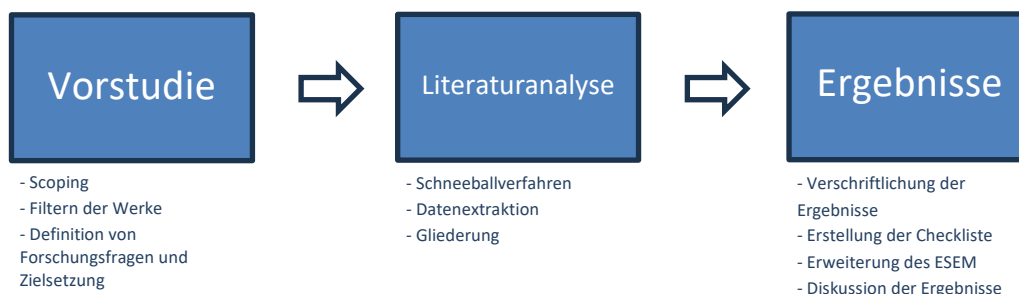 Vorstudie
- Scoping
- Filtern der Werke
- Definition von
Forschungsfragen und
Zielsetzung
Literaturanalyse
- Schneeballverfahren
- Datenextraktion
- Gliederung
Ergebnisse
- Verschriftlichung der
Ergebnisse
- Erstellung der Checkliste
- Erweiterung des ESEM
- Diskussion der Ergebnisse